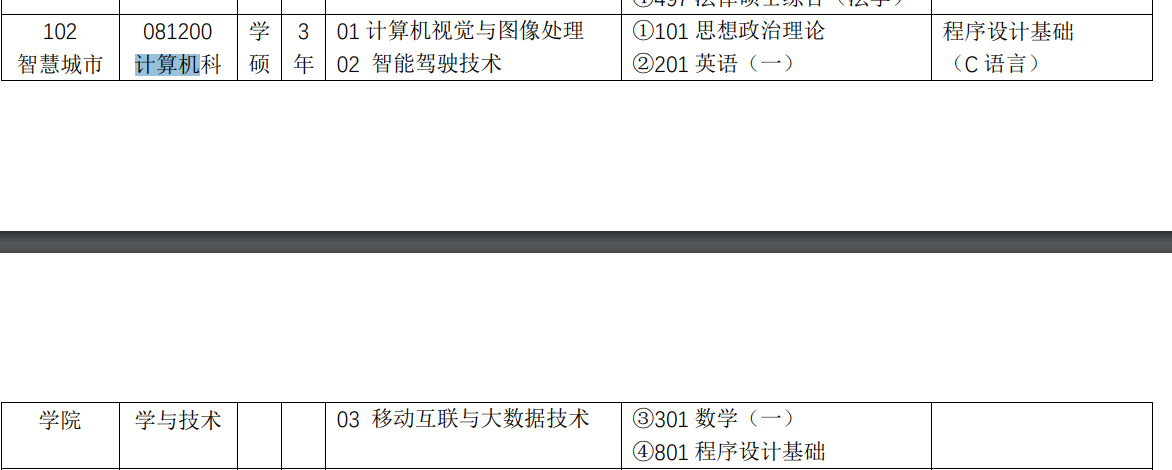 ①497 法律硕士综合（法学）
102 081200 学 3 01 计算机视觉与图像处理 ①101 思想政治理论 程序设计基础
智慧城市 计算机科 硕 年 02 智能驾驶技术 ②201 英语（一） （C 语言）
学院 学与技术 03 移动互联与大数据技术 ③301 数学（一）
④801 程序设计基础